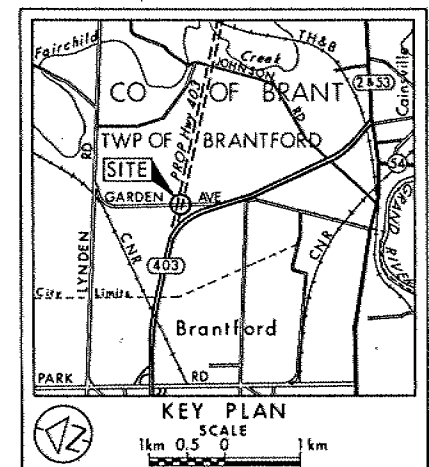 Fairchild
Creek
TH&B
JOHNSON
RD
2 & 53
Cainsville
CO OF BRANT
PROP Hwy 403
TWP OF BRANTFORD
54
SITE
RD
GARDEN AVE
GRAND RIVER
LYNDEN
CNR
CNR
403
City Limits
Brantford
PARK RD
KEY PLAN
SCALE
1km 0.5 0 1km
N